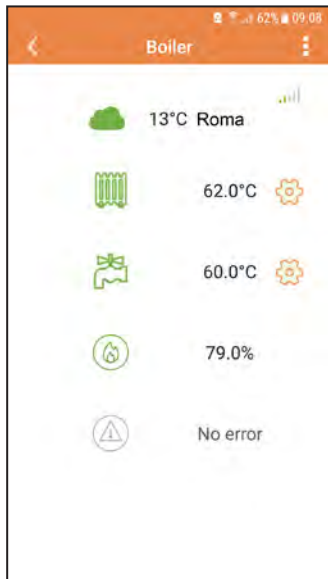 62% 09:08
Boiler
13°C Roma
62.0°C
60.0°C
79.0%
No error